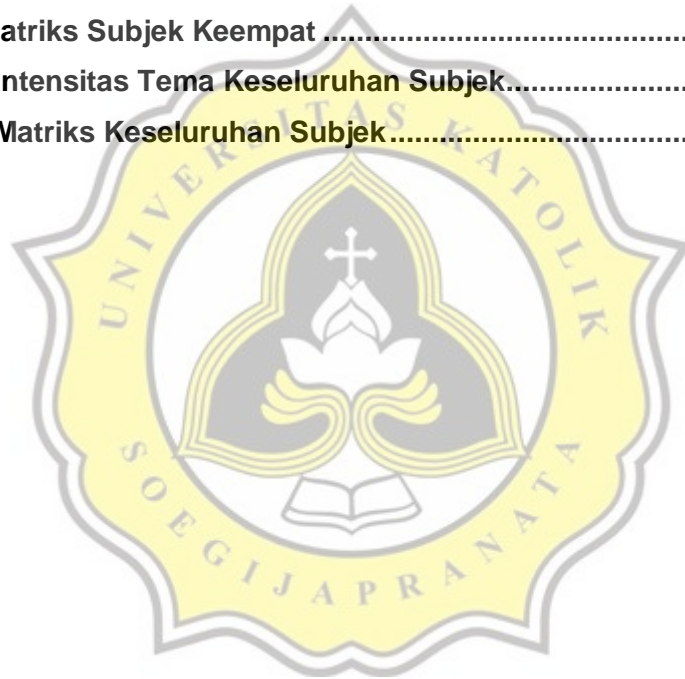 atriks Subjek Keempat ............................................
ntensitas Tema Keseluruhan Subjek......................
Matriks Keseluruhan Subjek....................................
UNIVERSITAS KATOLIK
SOEGIJAPRANATA